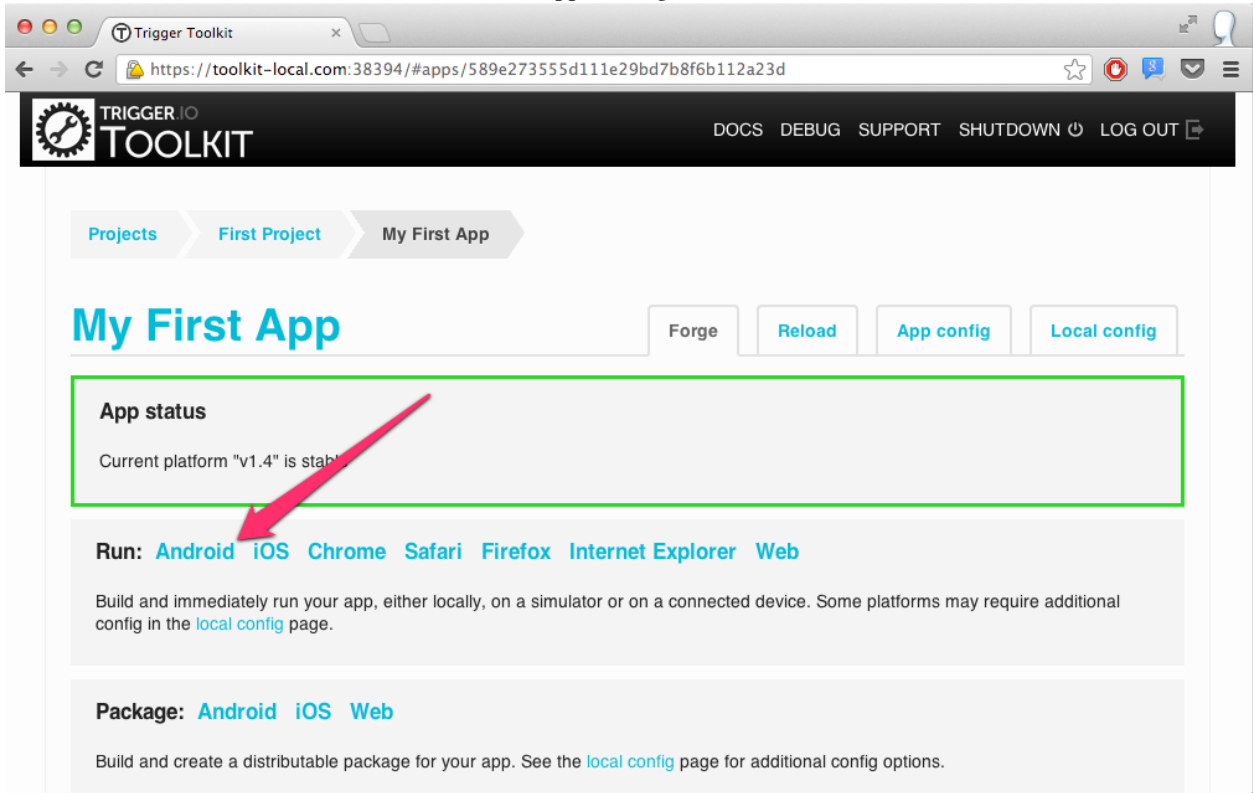 Trigger Toolkit
https://toolkit-local.com:38394/#apps/589e273555d111e29bd7b8f6b112a23d
TRIGGER.IO
TOOLKIT
DOCS DEBUG SUPPORT SHUTDOWN LOG OUT
Projects First Project My First App
My First App
Forge Reload App config Local config
App status
Current platform "v1.4" is stable
Run: Android iOS Chrome Safari Firefox Internet Explorer Web
Build and immediately run your app, either locally, on a simulator or on a connected device. Some platforms may require additional
config in the local config page.
Package: Android iOS Web
Build and create a distributable package for your app. See the local config page for additional config options.